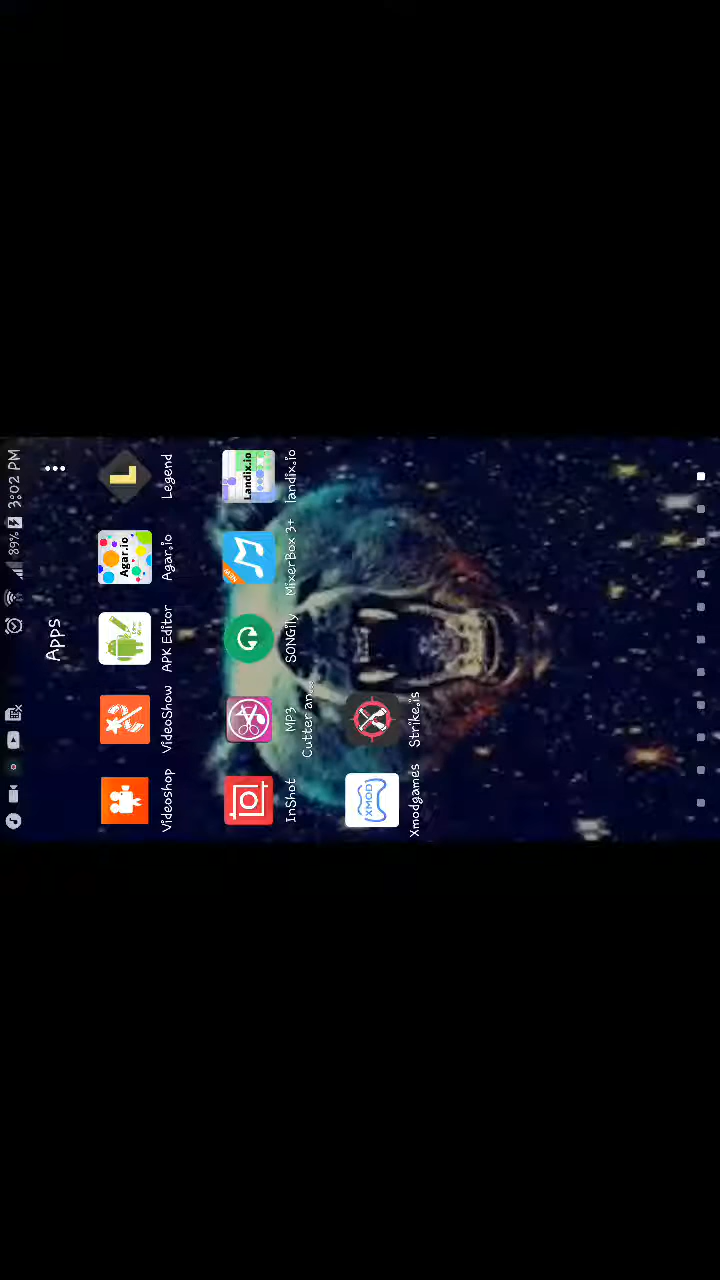 89% 3:02 PM
Apps
Videoshop
VideoShow
APK Editor
Agar.io
Agar.io
L
Legend
InShot
MP3
Cutter an...
SONGily
NON
MixerBox 3+
Landix.io
landix.io
XMOD
Xmodgames
Strike.is